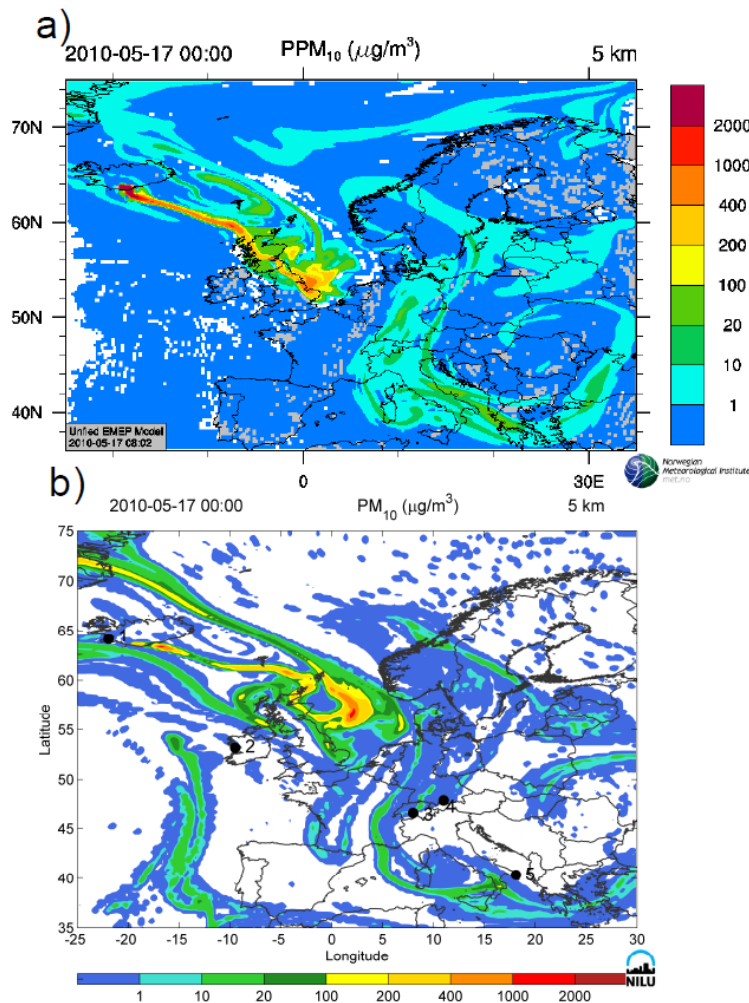 a)
2010-05-17 00:00 PPM10 (μg/m3) 5 km
70N
60N
50N
40N
0 30E
2000
1000
400
200
100
20
10
1
Unified EMEP Model
2010-05-17 08:02
Norwegian
Meteorological Institute
met.no
b)
2010-05-17 00:00 PM10 (μg/m3) 5 km
75
70
65
60
55
50
45
40
35
Latitude
1
2
3
4
5
-25 -20 -15 -10 -5 0 5 10 15 20 25 30
Longitude
1 10 20 100 200 400 1000 2000
NILU